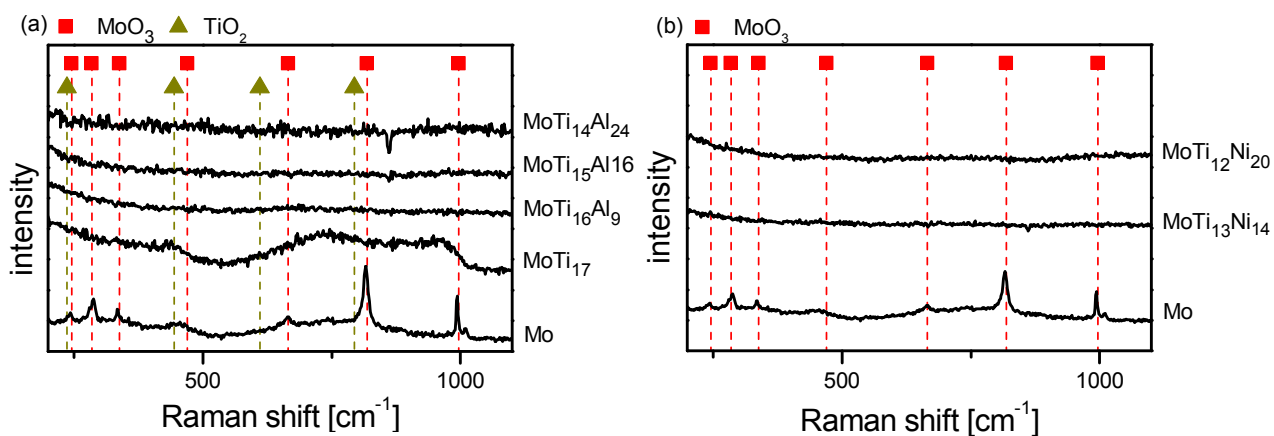 (a) MoO₃ TiO₂
MoTi₁₄Al₂₄
MoTi₁₅Al16
MoTi₁₆Al₉
MoTi₁₇
Mo
intensity
500 1000
Raman shift [cm⁻¹]
(b) MoO₃
MoTi₁₂Ni₂₀
MoTi₁₃Ni₁₄
Mo
intensity
500 1000
Raman shift [cm⁻¹]